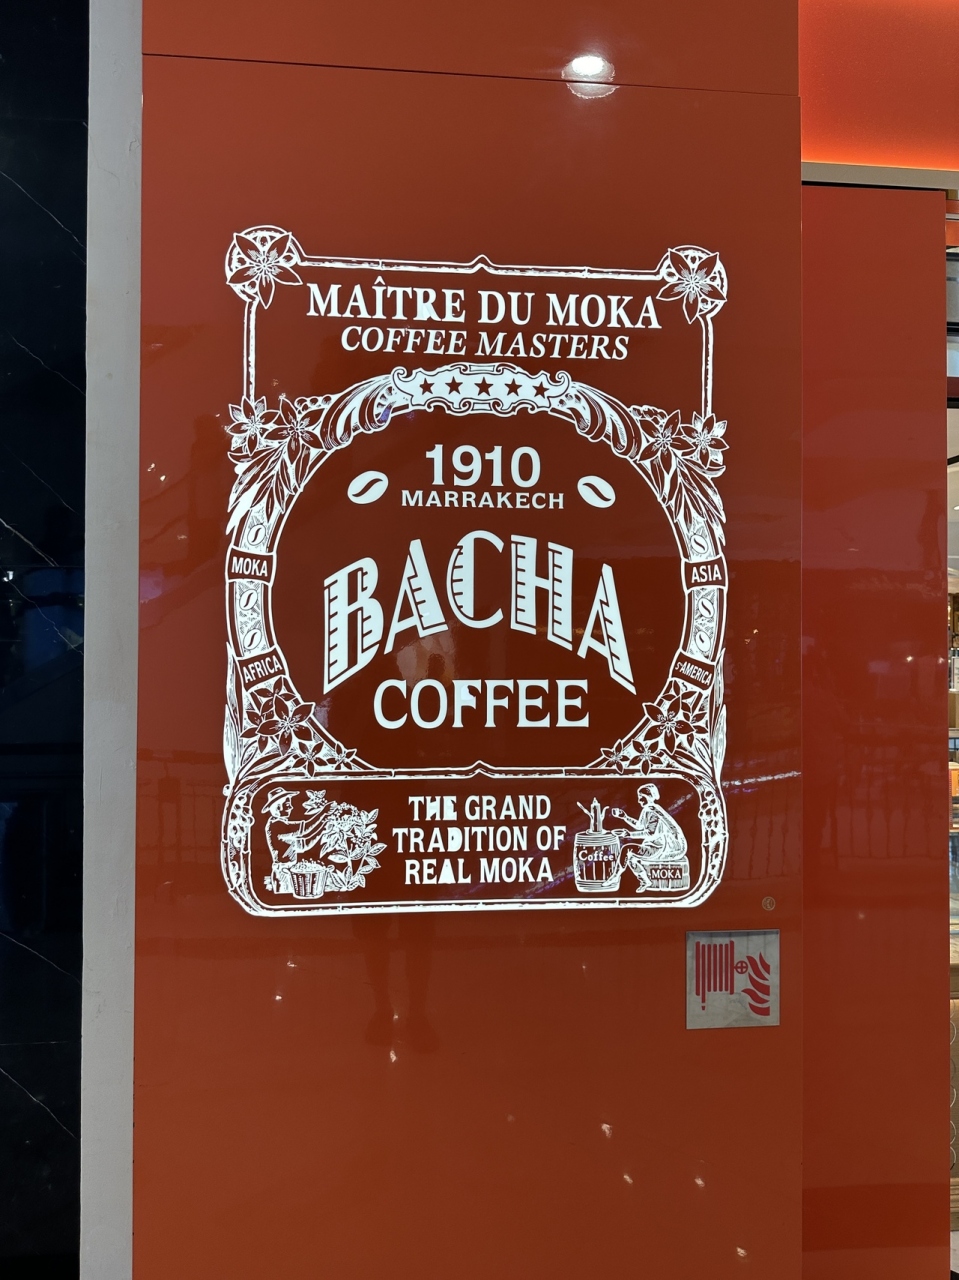 MAÎTRE DU MOKA
COFFEE MASTERS
1910
MARRAKECH
BACHA
COFFEE
MOKA
AFRICA
ASIA
S. AMERICA
THE GRAND
TRADITION OF
REAL MOKA
Coffee
MOKA